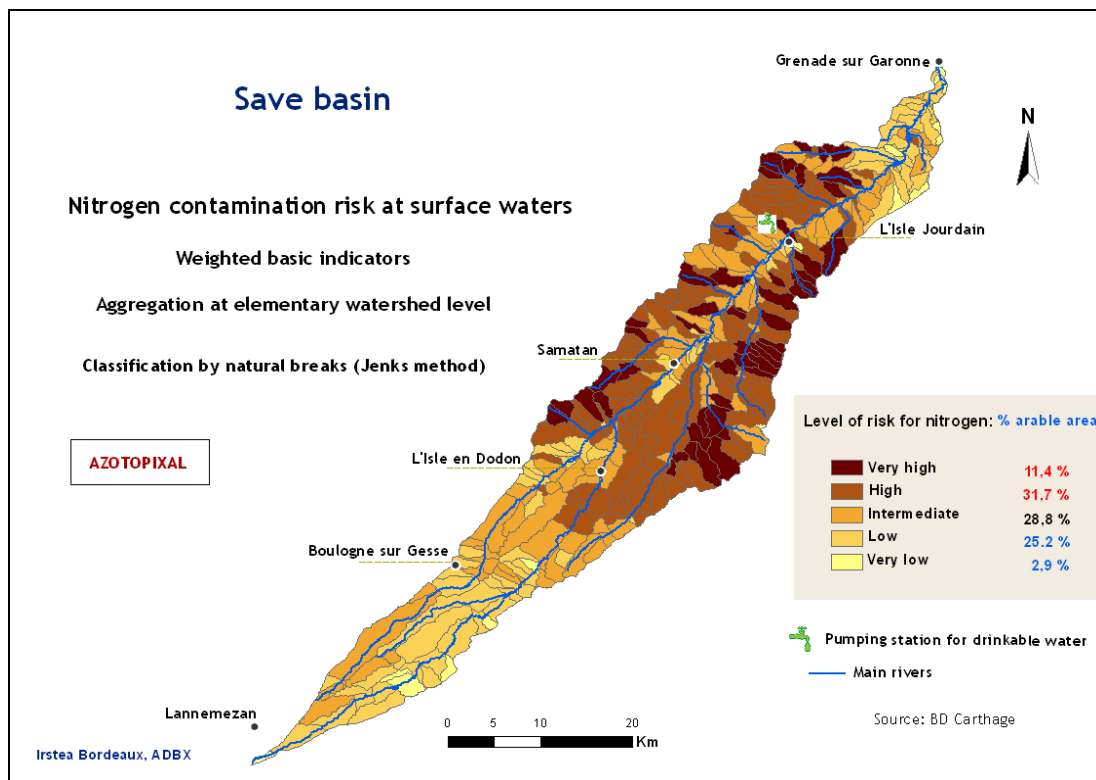 Grenade sur Garonne
Save basin
N
Nitrogen contamination risk at surface waters
L'Isle Jourdain
Weighted basic indicators
Aggregation at elementary watershed level
Samatan
Classification by natural breaks (Jenks method)
Level of risk for nitrogen: % arable area
AZOTOPIXAL
L'Isle en Dodon
Very high 11,4 %
High 31,7 %
Intermediate 28,8 %
Low 25.2 %
Very low 2,9 %
Boulogne sur Gesse
Pumping station for drinkable water
Main rivers
Lannemezan
0 5 10 20
Km
Source: BD Carthage
Irstea Bordeaux, ADBX